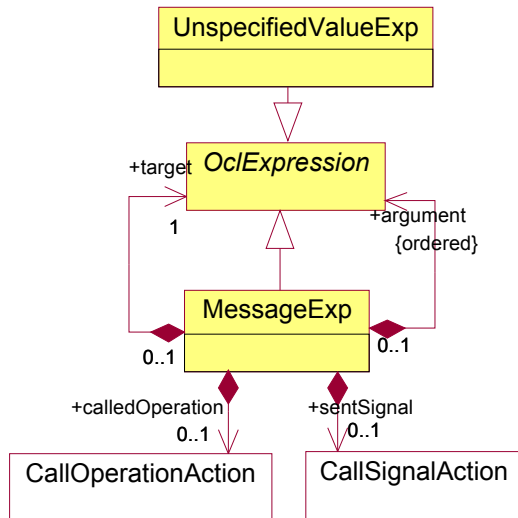 UnspecifiedValueExp
OclExpression
+target
1
+argument
{ordered}
MessageExp
0..1
0..1
+calledOperation
+sentSignal
0..1
0..1
CallOperationAction
CallSignalAction